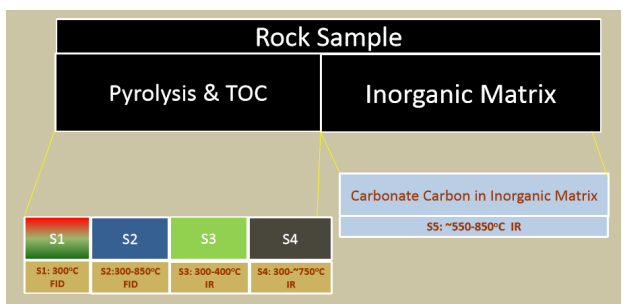 Rock Sample
Pyrolysis & TOC
Inorganic Matrix
Carbonate Carbon in Inorganic Matrix
S5: ~550-850°C IR
S1
S2
S3
S4
S1: 300°C
FID
S2:300-850°C
FID
S3: 300-400°C
IR
S4: 300-~750°C
IR